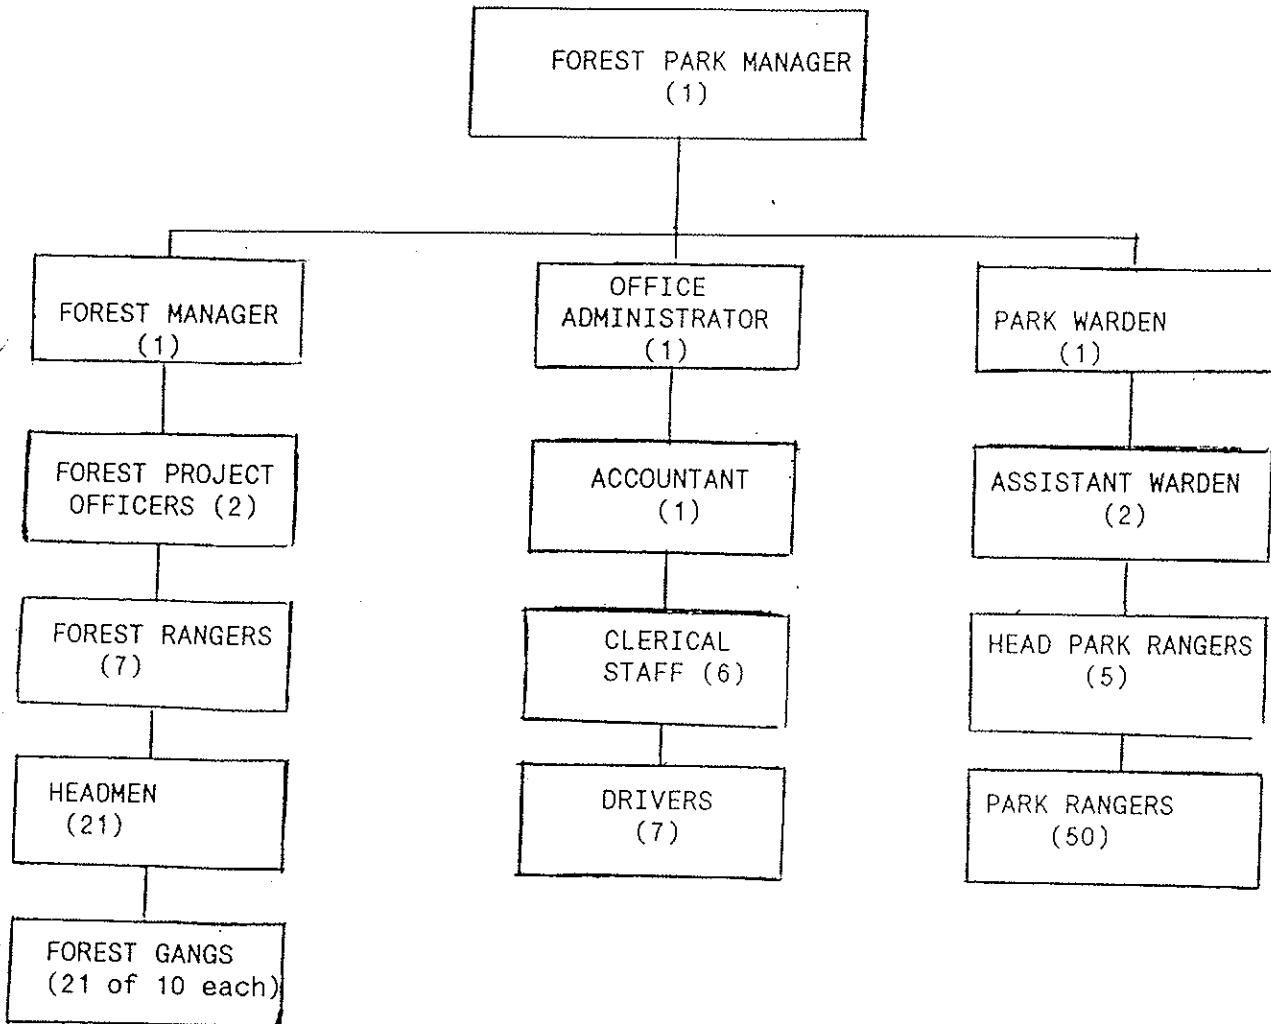 FOREST PARK MANAGER
(1)
FOREST MANAGER
(1)
OFFICE
ADMINISTRATOR
(1)
PARK WARDEN
(1)
FOREST PROJECT
OFFICERS (2)
ACCOUNTANT
(1)
ASSISTANT WARDEN
(2)
FOREST RANGERS
(7)
CLERICAL
STAFF (6)
HEAD PARK RANGERS
(5)
HEADMEN
(21)
DRIVERS
(7)
PARK RANGERS
(50)
FOREST GANGS
(21 of 10 each)